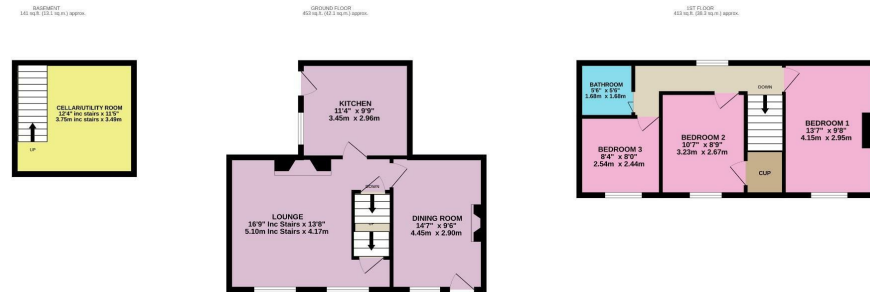 BASEMENT
141 sq.ft. (13.1 sq.m.) approx.
CELLAR/UTILITY ROOM
12'4" inc stairs x 11'5"
3.75m inc stairs x 3.49m
UP
GROUND FLOOR
453 sq.ft. (42.1 sq.m.) approx.
KITCHEN
11'4" x 9'9"
3.45m x 2.96m
DOWN
UP
LOUNGE
16'9" Inc Stairs x 13'8"
5.10m Inc Stairs x 4.17m
DINING ROOM
14'7" x 9'6"
4.45m x 2.90m
1ST FLOOR
413 sq.ft. (38.3 sq.m.) approx.
BATHROOM
5'6" x 5'6"
1.68m x 1.68m
DOWN
BEDROOM 1
13'7" x 9'8"
4.15m x 2.95m
BEDROOM 2
10'7" x 8'9"
3.23m x 2.67m
BEDROOM 3
8'4" x 8'0"
2.54m x 2.44m
CUP